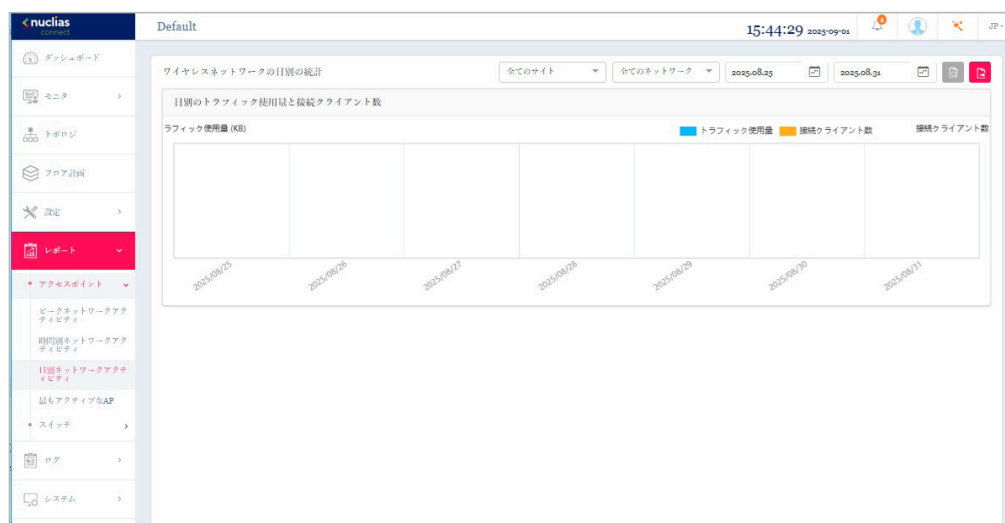 nuclias
connect
Default
15:44:29 2025-09-01
JP
ダッシュボード
モニタ
トポロジ
フロア計画
設定
レポート
アクセスポイント
ピークネットワークアク
ティビティ
時間別ネットワークアク
ティビティ
日別ネットワークアクテ
ィビティ
最もアクティブなAP
スイッチ
ログ
システム
ワイヤレスネットワークの日別の統計
全てのサイト
全てのネットワーク
2025.08.25
2025.08.31
日別のトラフィック使用量と接続クライアント数
ラフィック使用量 (KB)
トラフィック使用量
接続クライアント数
接続クライアント数
2025/08/25
2025/08/26
2025/08/27
2025/08/28
2025/08/29
2025/08/30
2025/08/31